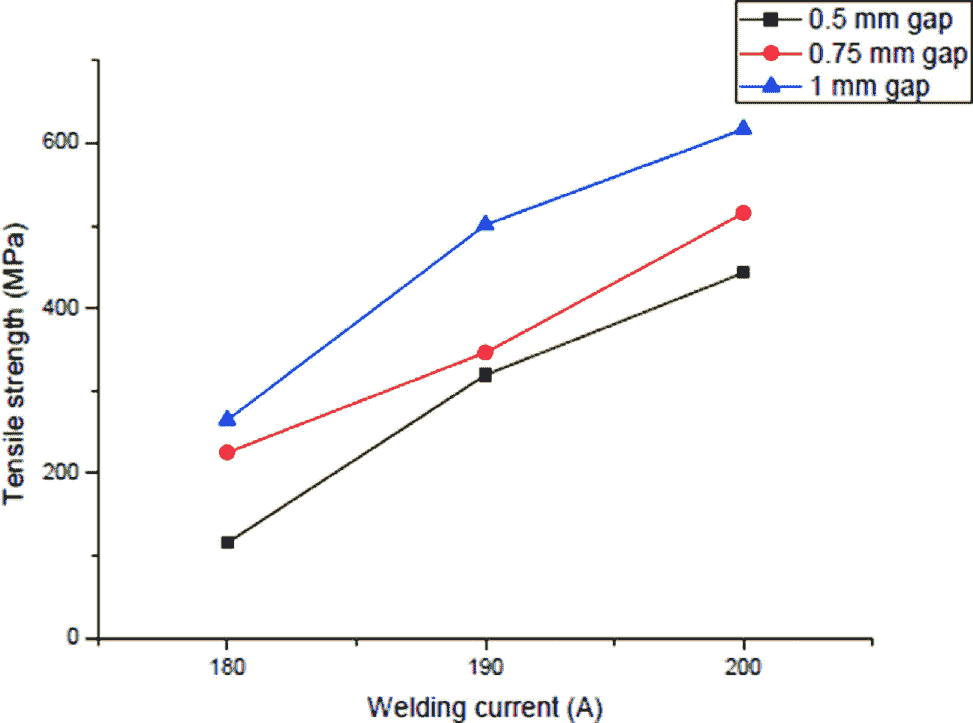 0.5 mm gap
0.75 mm gap
1 mm gap
600
400
200
0
Tensile strength (MPa)
180
190
200
Welding current (A)